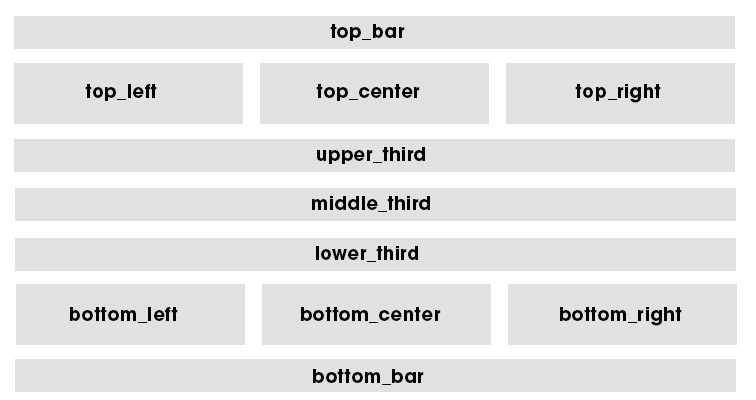 top_bar
top_left top_center top_right
upper_third
middle_third
lower_third
bottom_left bottom_center bottom_right
bottom_bar